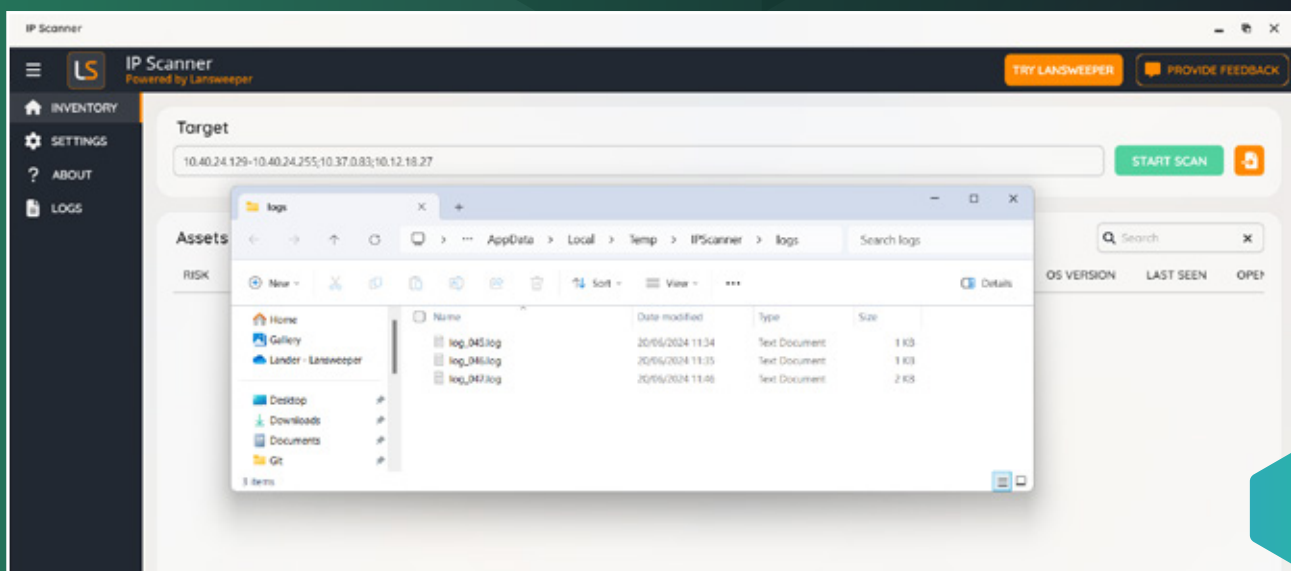 IP Scanner
LS
IP Scanner
Powered by Lansweeper
TRY LANSWEEPER
PROVIDE FEEDBACK
INVENTORY
SETTINGS
ABOUT
LOGS
Target
10.40.24.129-10.40.24.255;10.37.0.83;10.12.18.27
START SCAN
logs
AppData > Local > Temp > IPScanner > logs
Search logs
Assets
Search
RISK
OS VERSION LAST SEEN OPEN
New Sort View ... Details
Home
Gallery
Lander - Lansweeper
Desktop
Downloads
Documents
Git
Name Date modified Type Size
log_045.log 20/06/2024 11:34 Text Document 1 KB
log_046.log 20/06/2024 11:35 Text Document 1 KB
log_047.log 20/06/2024 11:46 Text Document 2 KB
3 items